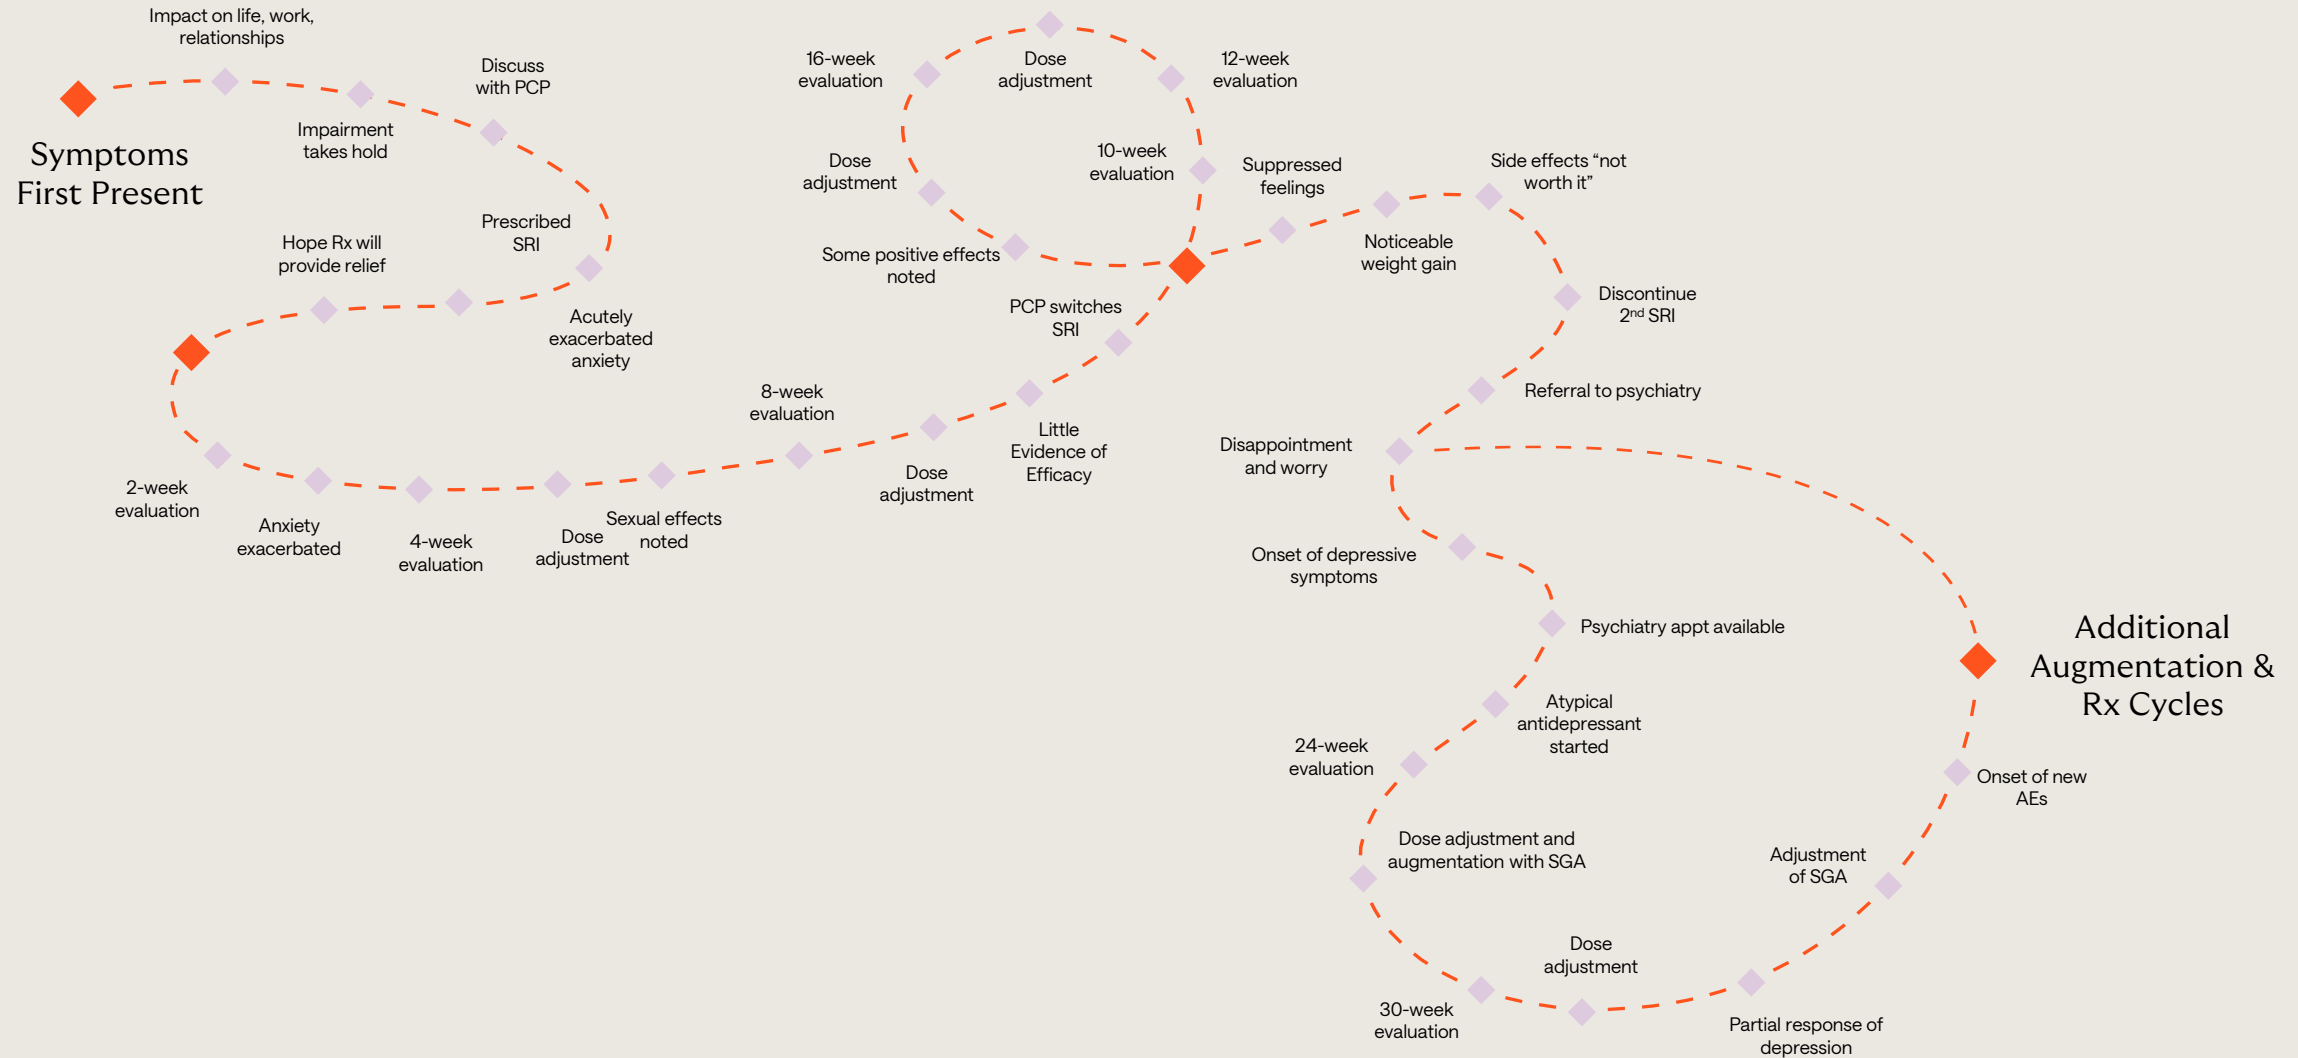 Impact on life, work,
relationships
Symptoms
First Present
Impairment
takes hold
Discuss
with PCP
Acutely
exacerbated
anxiety
Prescribed
SRI
Hope Rx will
provide relief
2-week
evaluation
Anxiety
exacerbated
4-week
evaluation
Dose
adjustment
Sexual effects
noted
8-week
evaluation
Dose
adjustment
Little
Evidence of
Efficacy
PCP switches
SRI
10-week
evaluation
12-week
evaluation
Dose
adjustment
16-week
evaluation
Dose
adjustment
Some positive effects
noted
Suppressed
feelings
Noticeable
weight gain
Side effects “not
worth it”
Discontinue
2nd SRI
Referral to psychiatry
Disappointment
and worry
Onset of depressive
symptoms
Psychiatry appt available
Atypical
antidepressant
started
24-week
evaluation
Dose adjustment and
augmentation with SGA
30-week
evaluation
Dose
adjustment
Partial response of
depression
Adjustment
of SGA
Onset of new
AEs
Additional
Augmentation &
Rx Cycles